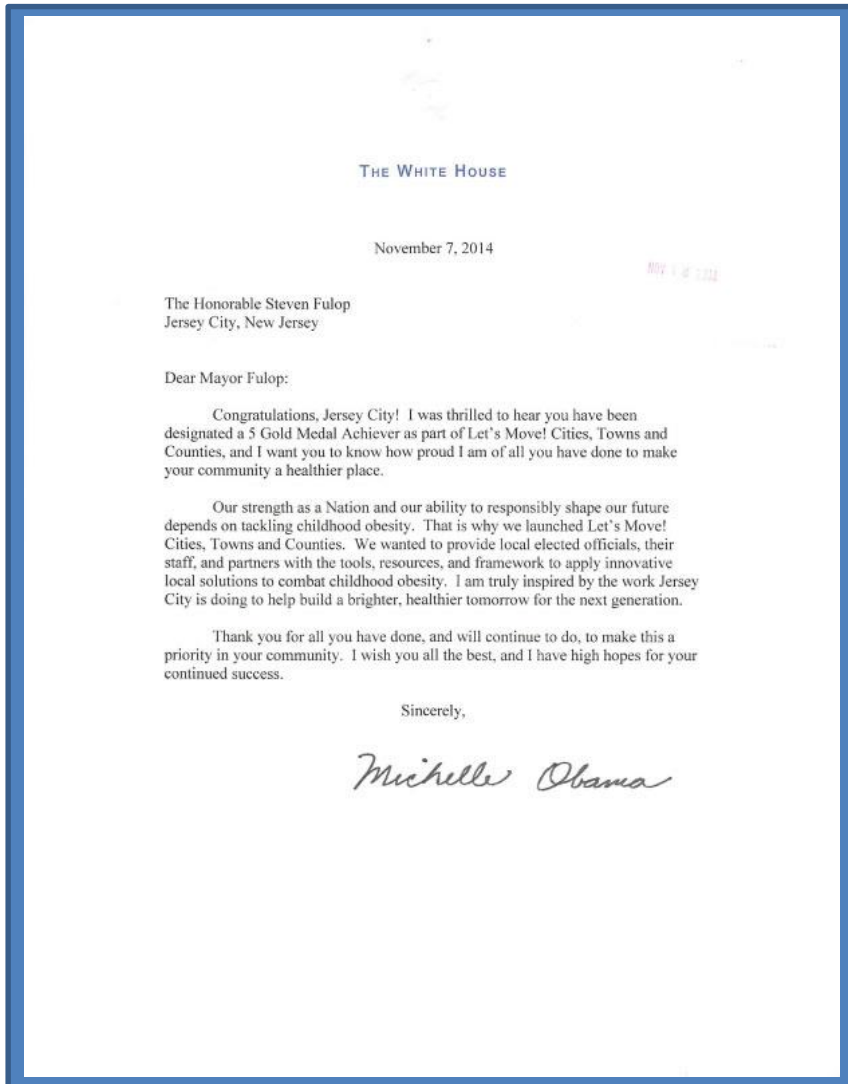 THE WHITE HOUSE
November 7, 2014
The Honorable Steven Fulop
Jersey City, New Jersey
Dear Mayor Fulop:
Congratulations, Jersey City! I was thrilled to hear you have been
designated a 5 Gold Medal Achiever as part of Let's Move! Cities, Towns and
Counties, and I want you to know how proud I am of all you have done to make
your community a healthier place.
Our strength as a Nation and our ability to responsibly shape our future
depends on tackling childhood obesity. That is why we launched Let's Move!
Cities, Towns and Counties. We wanted to provide local elected officials, their
staff, and partners with the tools, resources, and framework to apply innovative
local solutions to combat childhood obesity. I am truly inspired by the work Jersey
City is doing to help build a brighter, healthier tomorrow for the next generation.
Thank you for all you have done, and will continue to do, to make this a
priority in your community. I wish you all the best, and I have high hopes for your
continued success.
Sincerely,
Michelle Obama